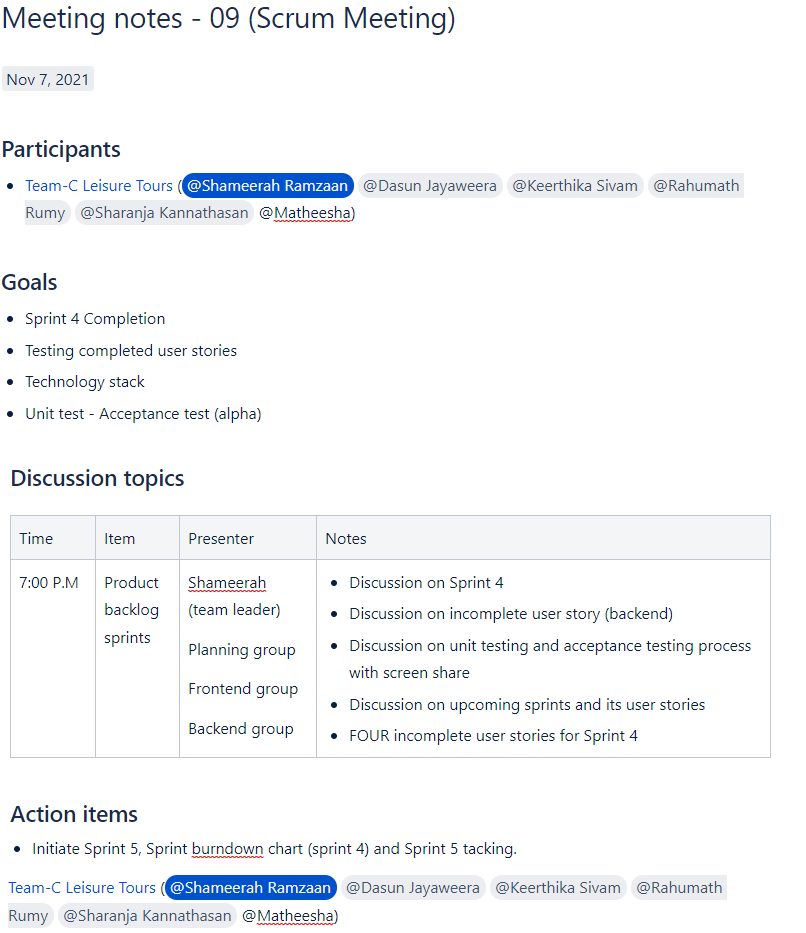 Meeting notes - 09 (Scrum Meeting)
Nov 7, 2021
Participants
Team-C Leisure Tours (@Shameerah Ramzaan @Dasun Jayaweera @Keerthika Sivam @Rahumath
Rumy @Sharanja Kannathasan @Matheesha)
Goals
Sprint 4 Completion
Testing completed user stories
Technology stack
Unit test - Acceptance test (alpha)
Discussion topics
Time Item Presenter Notes
7:00 P.M
Product
backlog
sprints
Shameerah
(team leader)
Planning group
Frontend group
Backend group
Discussion on Sprint 4
Discussion on incomplete user story (backend)
Discussion on unit testing and acceptance testing process
with screen share
Discussion on upcoming sprints and its user stories
FOUR incomplete user stories for Sprint 4
Action items
Initiate Sprint 5, Sprint burndown chart (sprint 4) and Sprint 5 tacking.
Team-C Leisure Tours (@Shameerah Ramzaan @Dasun Jayaweera @Keerthika Sivam @Rahumath
Rumy @Sharanja Kannathasan @Matheesha)